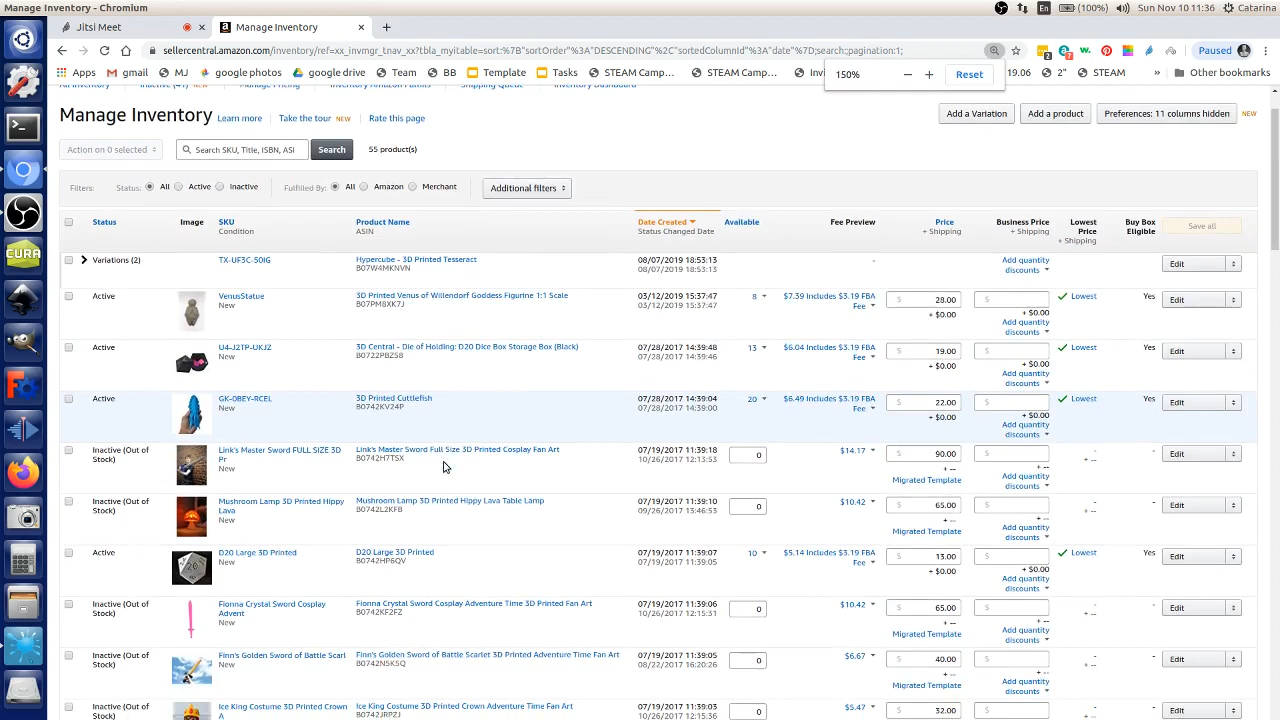 Manage Inventory - Chromium
En
(100%)
Sun Nov 10 11:36
Catarina
Jitsi Meet
Manage Inventory
sellercentral.amazon.com/inventory/ref=xx_invmgr_tnav_xx?tbla_myitable=sort:%7B"sortOrder"%3A"DESCENDING"%2C"sortedColumn"%3A"date"%7D;search:;pagination:1;
Paused
Apps
gmail
google photos
google drive
Team
BB
Template
Tasks
STEAM Camp...
STEAM Camp...
150%
Reset
19.06
2"
STEAM
Other bookmarks
All Inventory
NEW
Manage Pricing
Inventory Amazon Fulfills
Shipping Queue
Inventory Dashboard
Manage Inventory
Learn more
Take the tour NEW
Rate this page
Add a Variation
Add a product
Preferences: 11 columns hidden
NEW
Action on 0 selected
Search SKU, Title, ISBN, ASI
Search
55 product(s)
Filters:
Status:
All
Active
Inactive
Fulfilled By:
All
Amazon
Merchant
Additional filters
Status
Image
SKU
Condition
Product Name
ASIN
Date Created
Status Changed Date
Available
Fee Preview
Price
+ Shipping
Business Price
+ Shipping
Lowest Price
+ Shipping
Buy Box Eligible
Save all
Variations (2)
TX-UF3C-50IG
Hypercube - 3D Printed Tesseract
B07W4MKNVN
08/07/2019 18:53:13
08/07/2019 18:53:13
-
Add quantity discounts
Edit
Active
VenusStatue
New
3D Printed Venus of Willendorf Goddess Figurine 1:1 Scale
B07PM8XK7J
03/12/2019 15:37:47
03/12/2019 15:37:47
8
$7.39 Includes $3.19 FBA Fee
$ 28.00
+ $0.00
$
+ $0.00
Add quantity discounts
Lowest
Yes
Edit
Active
U4-J2TP-UKJZ
New
3D Central - Die of Holding: D20 Dice Box Storage Box (Black)
B0722PBZS8
07/28/2017 14:39:48
07/28/2017 14:39:48
13
$6.04 Includes $3.19 FBA Fee
$ 19.00
+ $0.00
$
+ $0.00
Add quantity discounts
Lowest
Yes
Edit
Active
GK-0BEY-RCEL
New
3D Printed Cuttlefish
B0742KV24P
07/28/2017 14:39:04
07/28/2017 14:39:00
20
$6.49 Includes $3.19 FBA Fee
$ 22.00
+ $0.00
$
+ $0.00
Add quantity discounts
Lowest
Yes
Edit
Inactive (Out of Stock)
Link's Master Sword FULL SIZE 3D Pr
New
Link's Master Sword Full Size 3D Printed Cosplay Fan Art
B0742H7TSX
07/19/2017 11:39:18
10/26/2017 12:54:53
0
$14.17
$ 90.00
+ --
Migrated Template
$
+ --
Add quantity discounts
-
+ --
-
Edit
Inactive (Out of Stock)
Mushroom Lamp 3D Printed Hippy Lava
New
Mushroom Lamp 3D Printed Hippy Lava Table Lamp
B0742L2KFB
07/19/2017 11:39:13
09/26/2017 13:46:53
0
$10.42
$ 65.00
+ --
Migrated Template
$
+ --
Add quantity discounts
-
+ --
-
Edit
Active
D20 Large 3D Printed
New
D20 Large 3D Printed
B0742HP6QV
07/19/2017 11:39:13
07/19/2017 11:39:05
10
$5.14 Includes $3.19 FBA Fee
$ 13.00
+ $0.00
$
+ $0.00
Add quantity discounts
Lowest
Yes
Edit
Inactive (Out of Stock)
Fionna Crystal Sword Cosplay Advent
New
Fionna Crystal Sword Cosplay Adventure Time 3D Printed Fan Art
B0742KF2FZ
07/19/2017 11:39:06
10/26/2017 12:15:31
0
$10.42
$ 65.00
+ --
Migrated Template
$
+ --
Add quantity discounts
-
+ --
-
Edit
Inactive (Out of Stock)
Finn's Golden Sword of Battle Scarl
New
Finn's Golden Sword of Battle Scarlet 3D Printed Adventure Time Fan Art
B0742N5K5Q
07/19/2017 11:39:05
0
$6.67
$ 40.00
+ --
Migrated Template
$
+ --
Add quantity discounts
-
+ --
-
Edit
Inactive (Out of Stock)
Ice King Costume 3D Printed Crown A
Ice King Costume 3D Printed Crown Adventure Time Fan Art
B0742JRPZJ
07/19/2017 11:39:05
10/26/2017 12:15:36
0
$5.47
$ 32.00
$
+ --
-
+ --
-
Edit